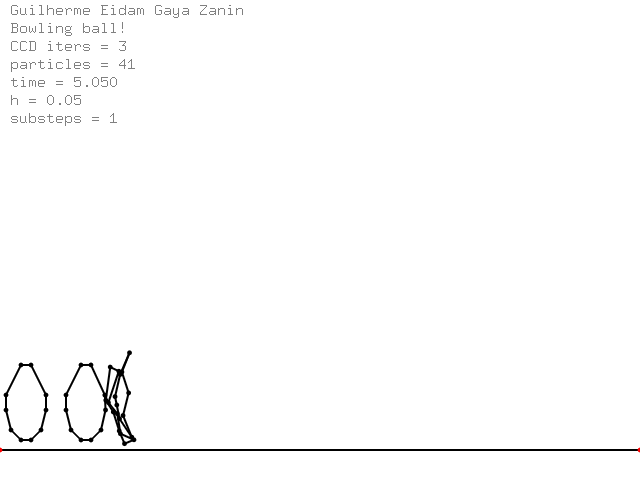 Guilherme Eidam Gaya Zanin
Bowling ball!
CCD iters = 3
particles = 41
time = 5.050
h = 0.05
substeps = 1